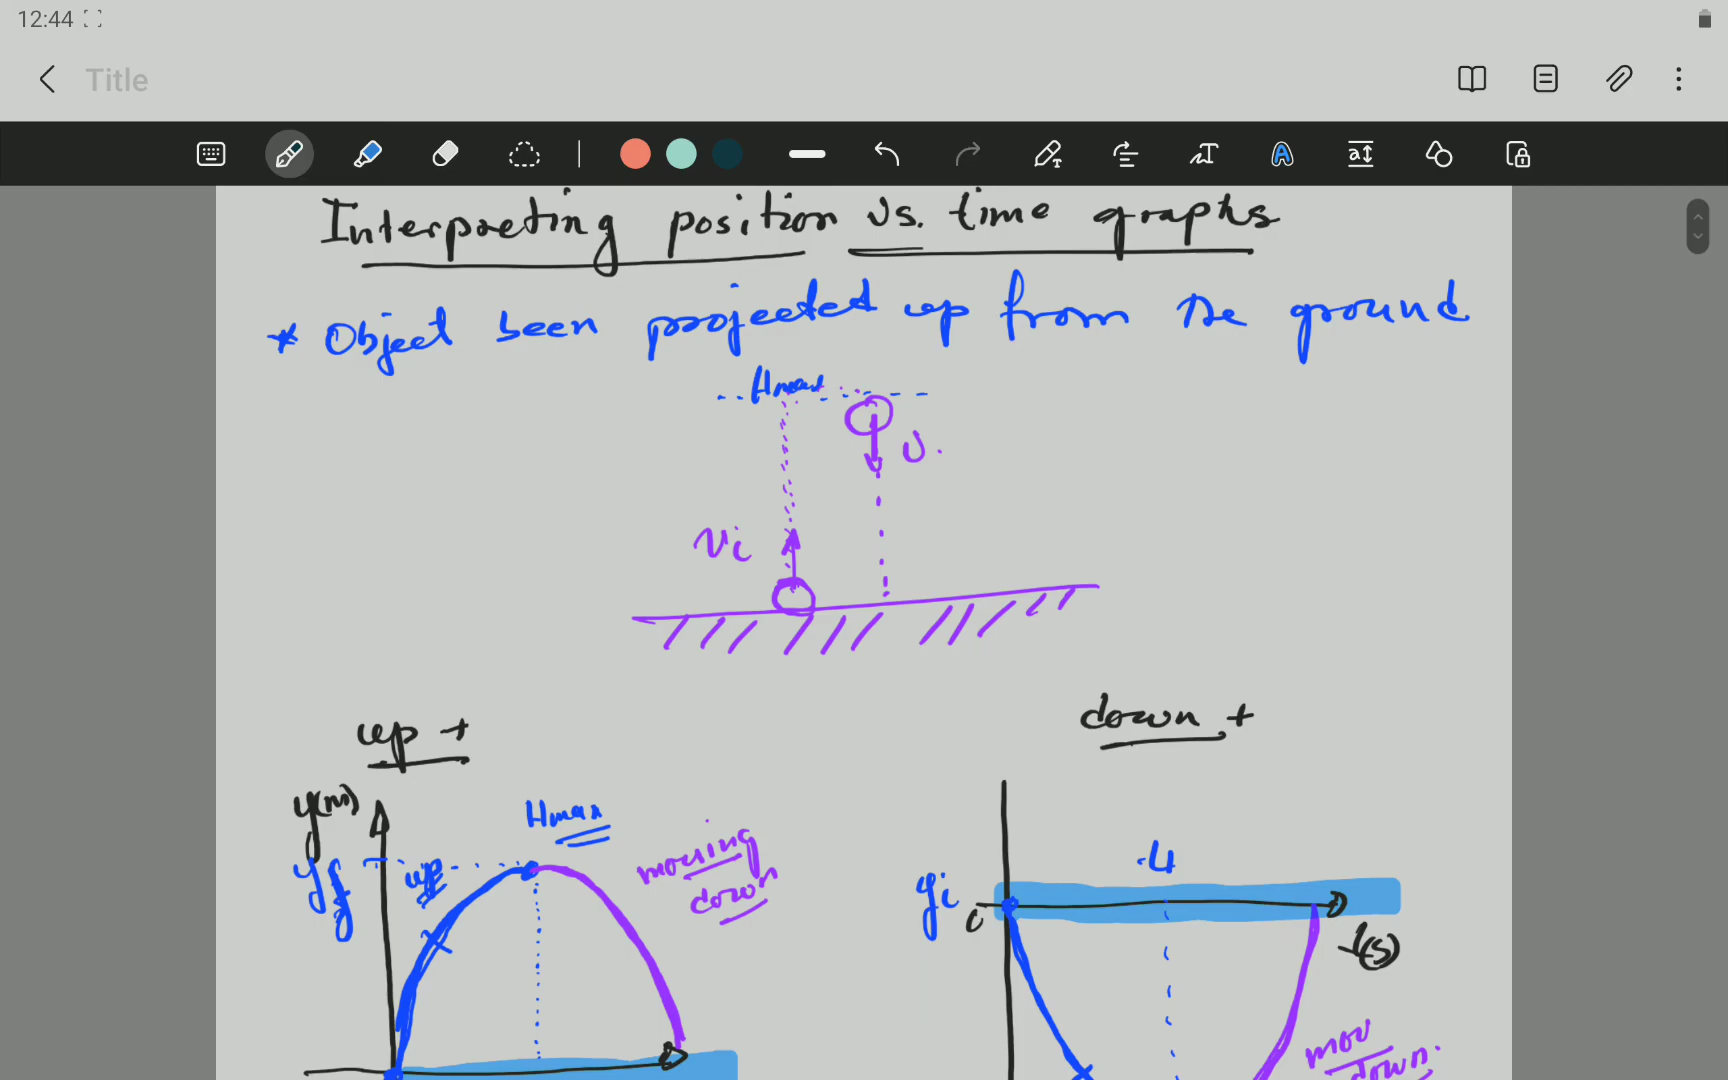 12:44
Title
Interpreting position vs. time graphs
* Object been projected up from the ground
Hmax
v.
Vi
up +
down +
y(m)
Hmax
yf
up
moving
down
4
yi
0
t(s)
mov
down.